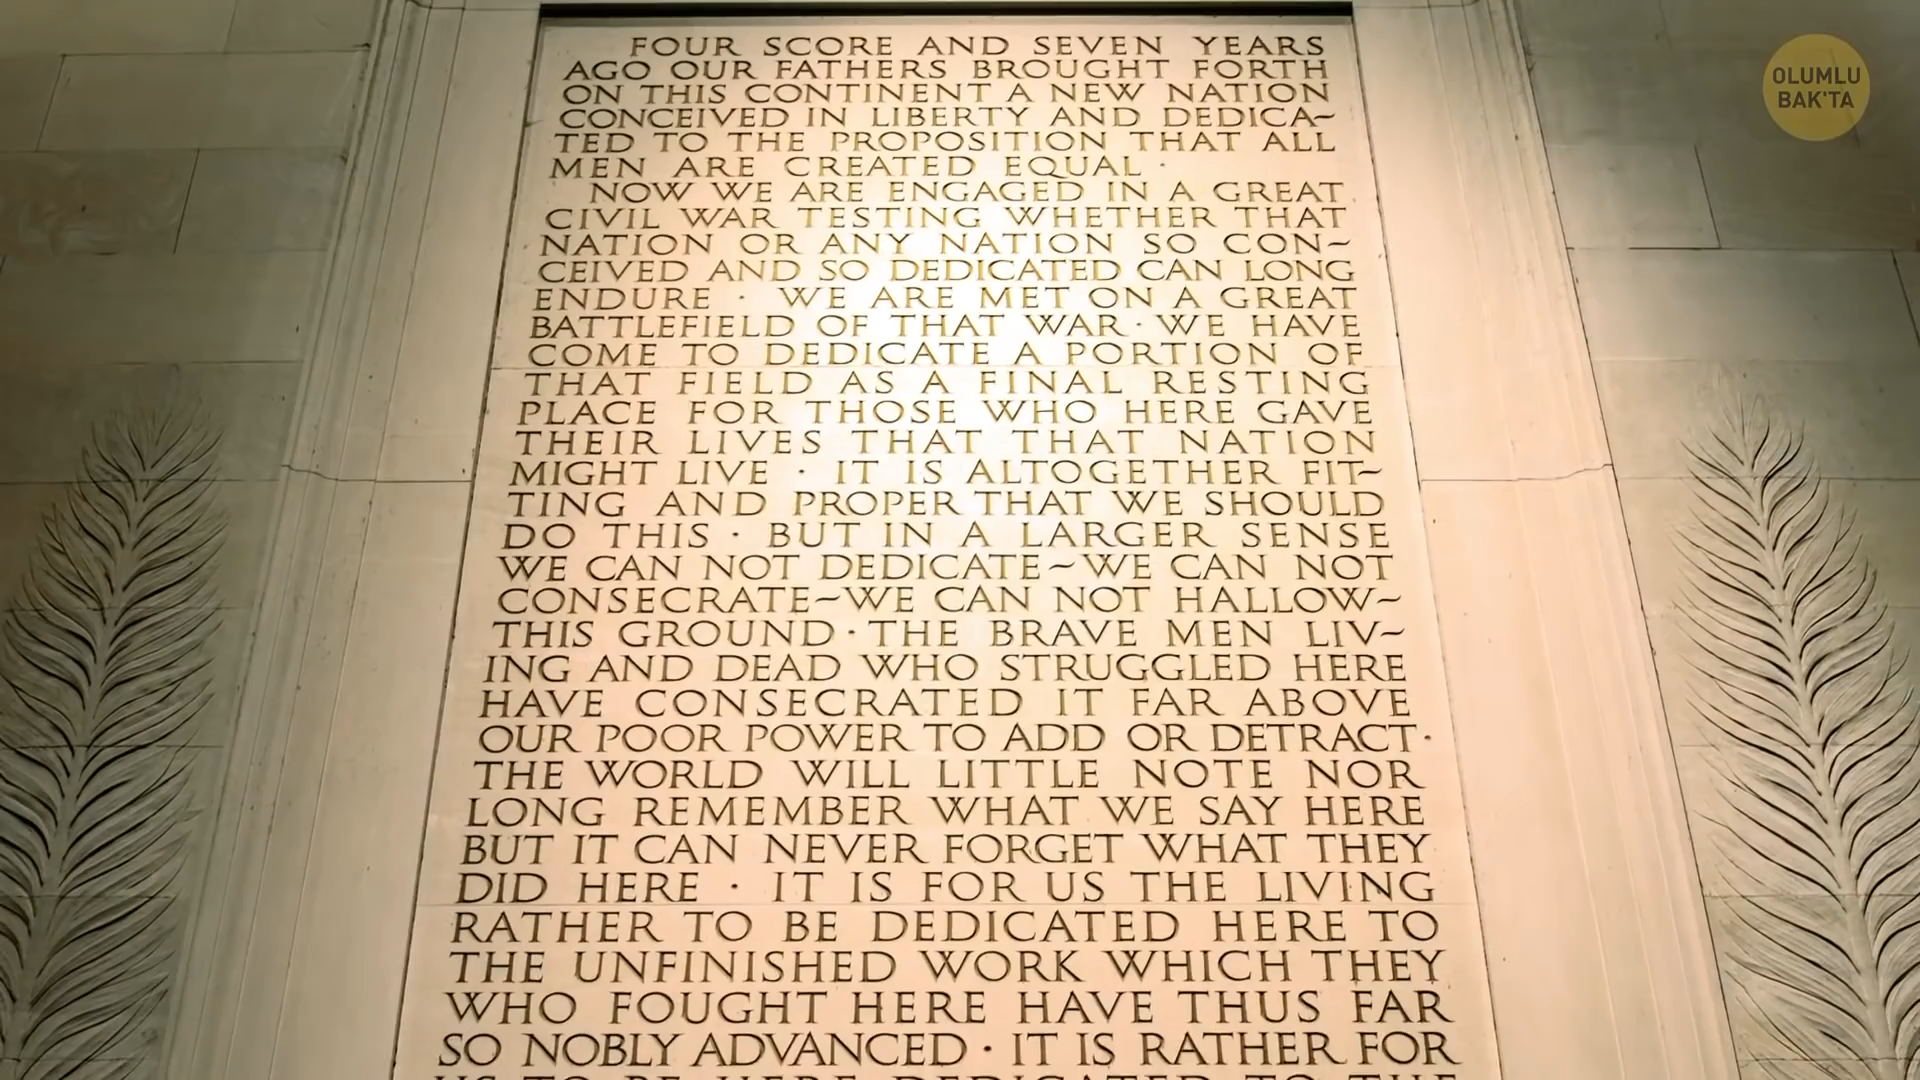 FOUR SCORE AND SEVEN YEARS
AGO OUR FATHERS BROUGHT FORTH
ON THIS CONTINENT A NEW NATION
CONCEIVED IN LIBERTY AND DEDICA~
TED TO THE PROPOSITION THAT ALL
MEN ARE CREATED EQUAL ·
NOW WE ARE ENGAGED IN A GREAT
CIVIL WAR TESTING WHETHER THAT
NATION OR ANY NATION SO CON~
CEIVED AND SO DEDICATED CAN LONG
ENDURE · WE ARE MET ON A GREAT
BATTLEFIELD OF THAT WAR · WE HAVE
COME TO DEDICATE A PORTION OF
THAT FIELD AS A FINAL RESTING
PLACE FOR THOSE WHO HERE GAVE
THEIR LIVES THAT THAT NATION
MIGHT LIVE · IT IS ALTOGETHER FIT~
TING AND PROPER THAT WE SHOULD
DO THIS · BUT IN A LARGER SENSE
WE CAN NOT DEDICATE~WE CAN NOT
CONSECRATE~WE CAN NOT HALLOW~
THIS GROUND · THE BRAVE MEN LIV~
ING AND DEAD WHO STRUGGLED HERE
HAVE CONSECRATED IT FAR ABOVE
OUR POOR POWER TO ADD OR DETRACT ·
THE WORLD WILL LITTLE NOTE NOR
LONG REMEMBER WHAT WE SAY HERE
BUT IT CAN NEVER FORGET WHAT THEY
DID HERE · IT IS FOR US THE LIVING
RATHER TO BE DEDICATED HERE TO
THE UNFINISHED WORK WHICH THEY
WHO FOUGHT HERE HAVE THUS FAR
SO NOBLY ADVANCED · IT IS RATHER FOR
US TO BE HERE DEDICATED TO THE
OLUMLU
BAK'TA